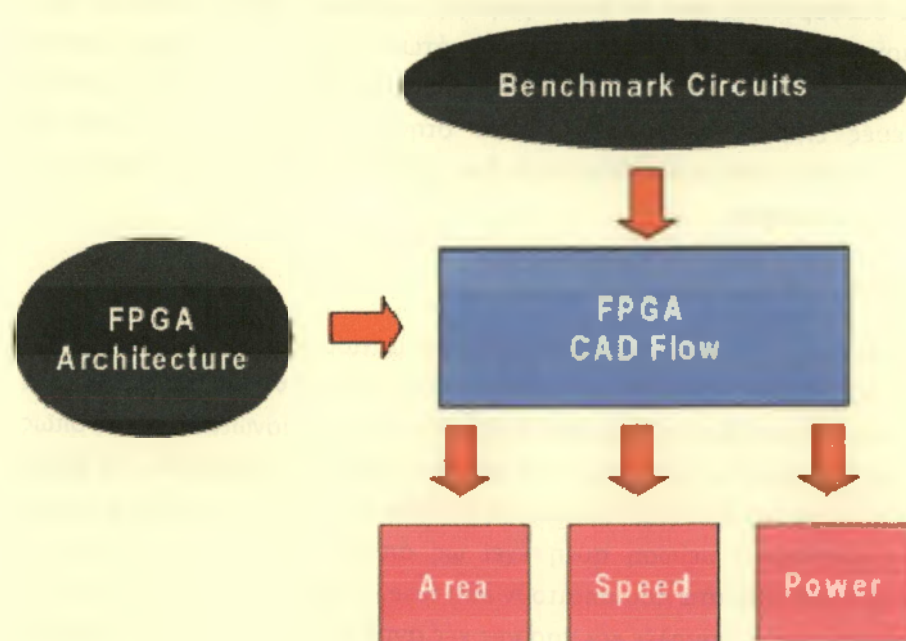 Benchmark Circuits
FPGA
Architecture
FPGA
CAD Flow
Area
Speed
Power